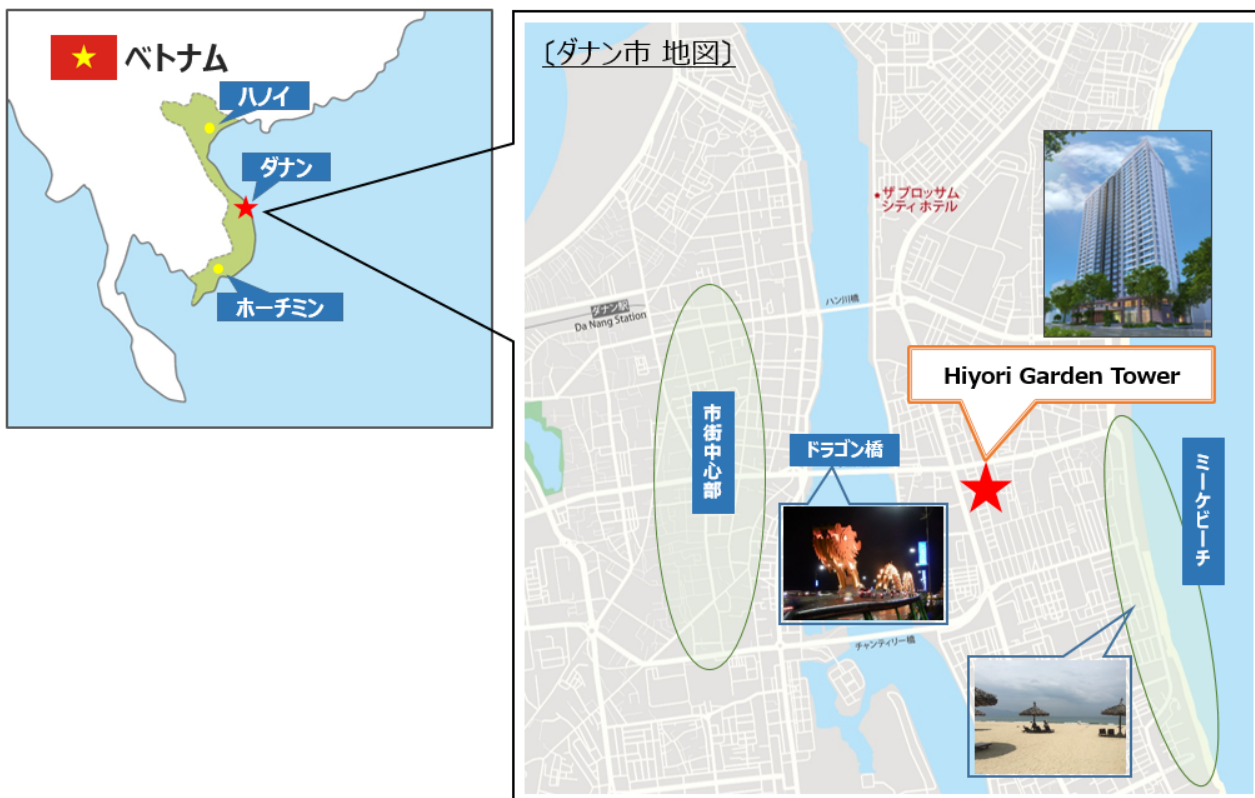 ベトナム
ハノイ
ダナン
ホーチミン
〔ダナン市 地図〕
ザ ブロッサム
シティ ホテル
ダナン駅
Da Nang Station
ハン川橋
Hiyori Garden Tower
市街中心部
ドラゴン橋
ミーケビーチ
チャンティリー橋